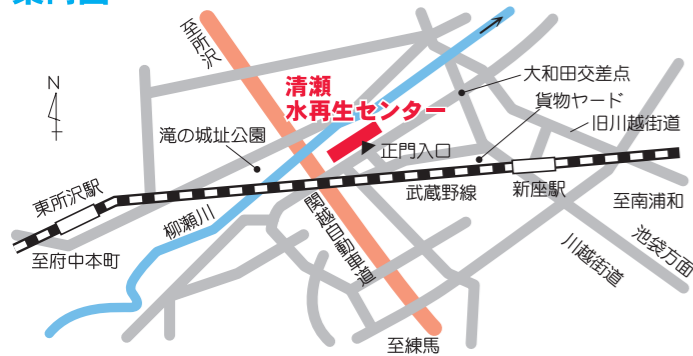 案内図
至所沢
N
清瀬
水再生センター
大和田交差点
貨物ヤード
滝の城址公園
正門入口
旧川越街道
東所沢駅
武蔵野線
新座駅
至南浦和
柳瀬川
関越自動車道
池袋方面
至府中本町
川越街道
至練馬